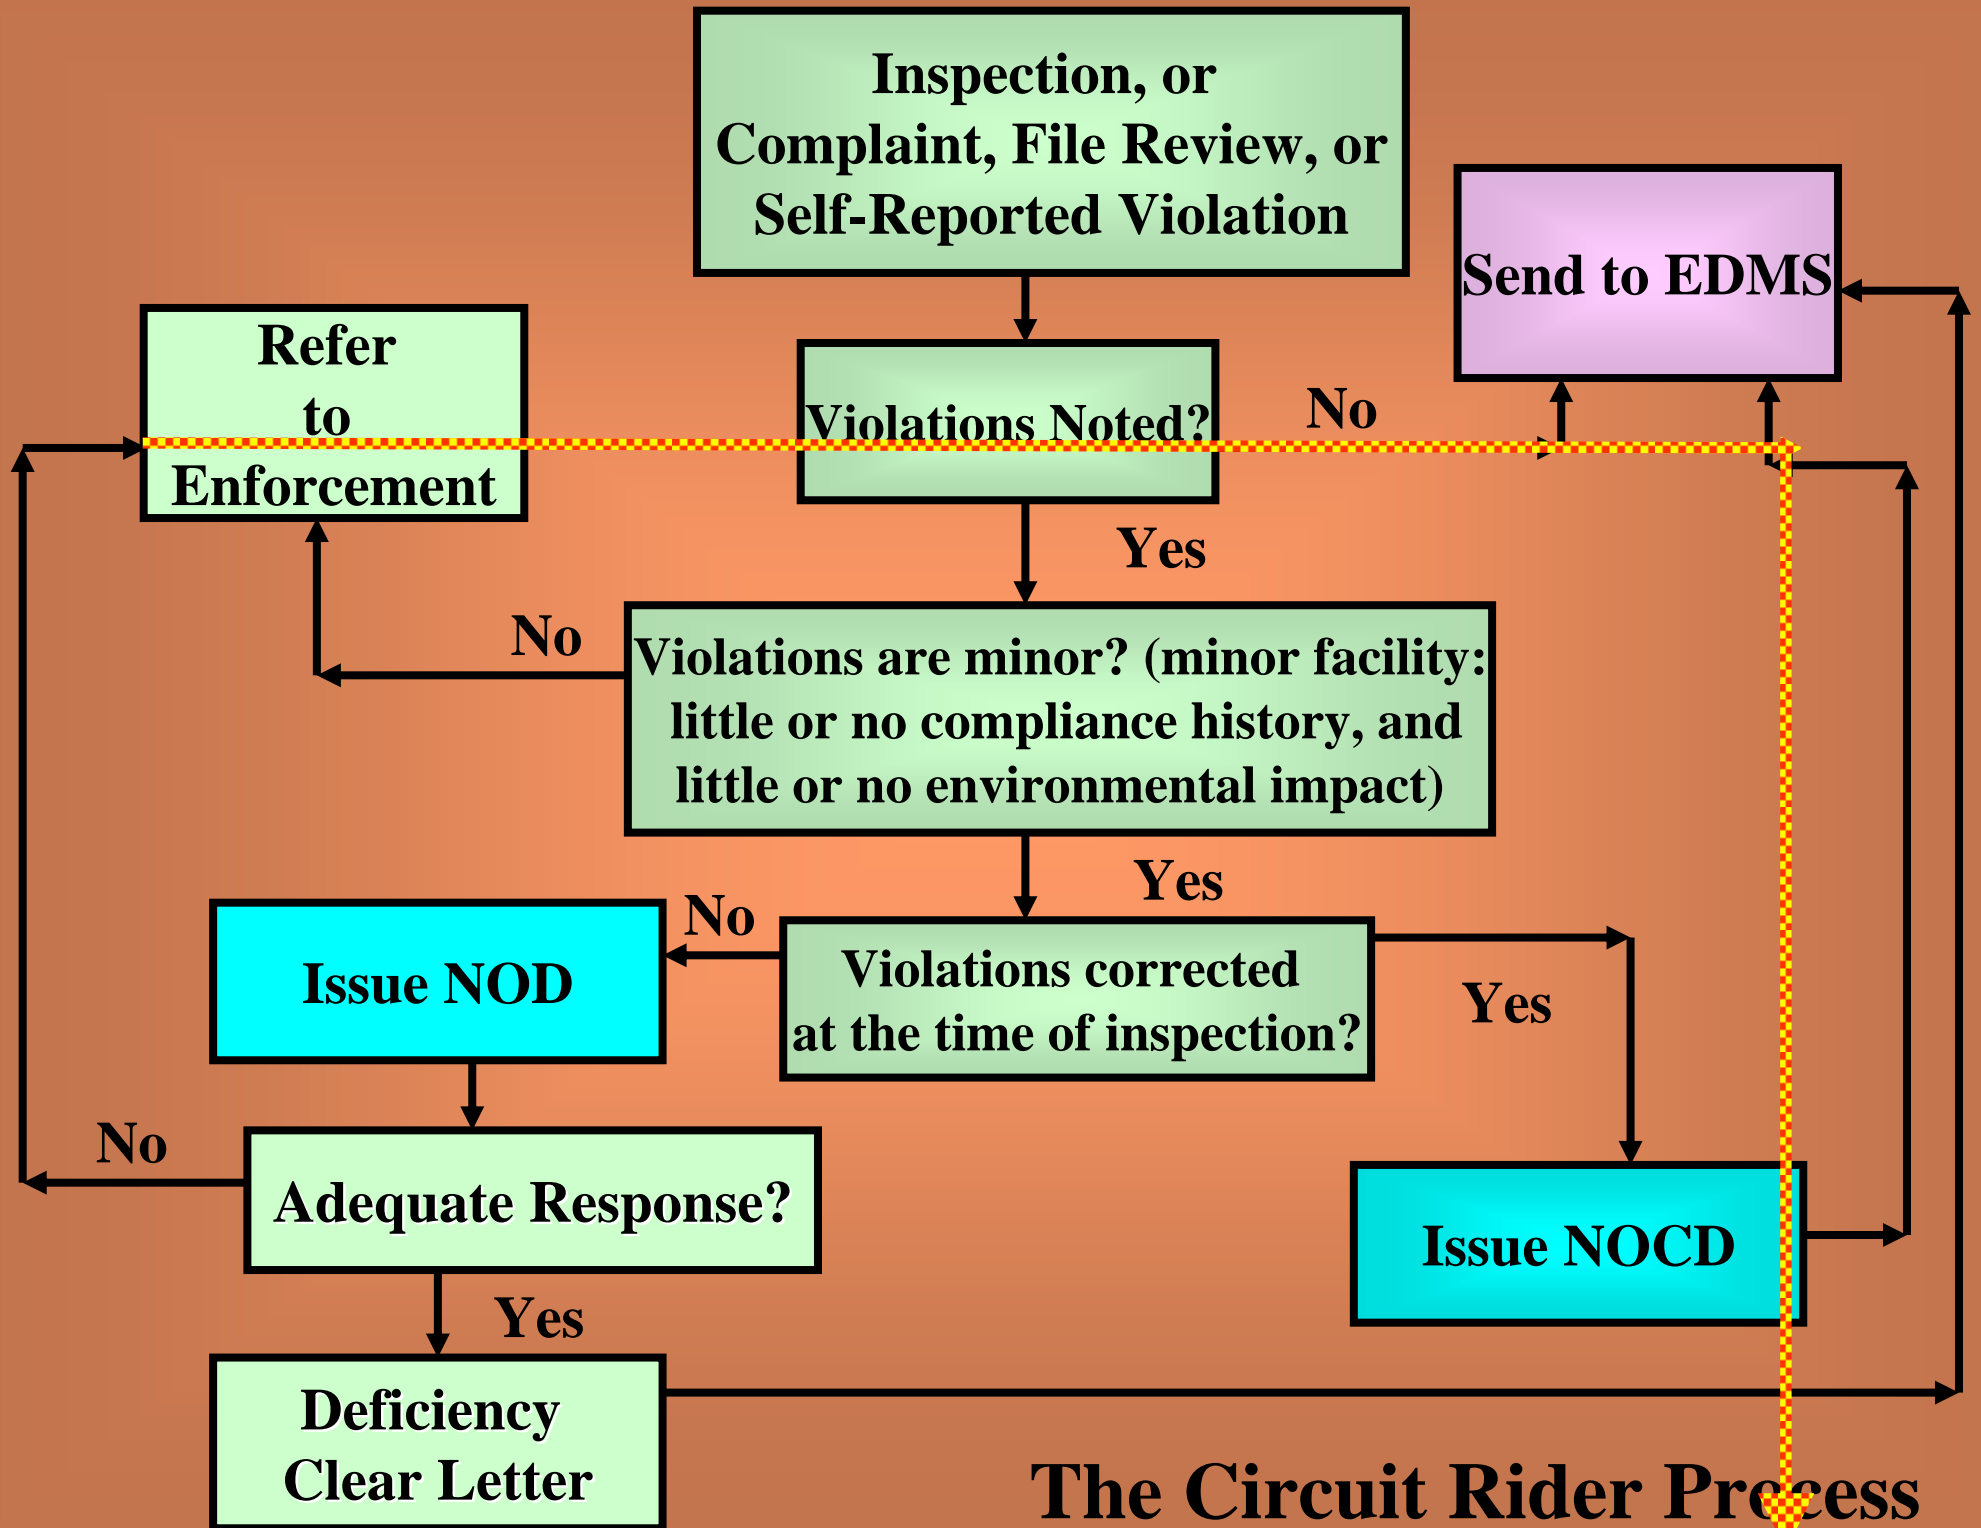 Inspection, or
Complaint, File Review, or
Self-Reported Violation
Send to EDMS
Refer
to
Enforcement
Violations Noted?
No
Yes
No
Violations are minor? (minor facility:
little or no compliance history, and
little or no environmental impact)
Yes
No
Issue NOD
Violations corrected
at the time of inspection?
Yes
No
Adequate Response?
Issue NOCD
Yes
Deficiency
Clear Letter
The Circuit Rider Process